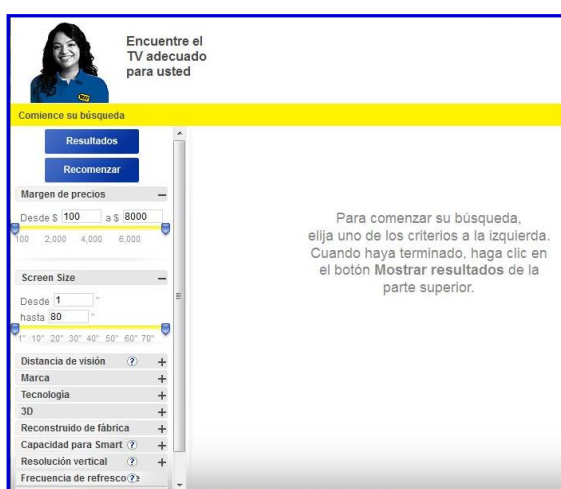 Encuentre el
TV adecuado
para usted
Comience su búsqueda
Resultados
Recomenzar
Margen de precios
Desde $ 100 a $ 8000
100 2,000 4,000 6,000
Screen Size
Desde 1 "
hasta 80 "
1" 10" 20" 30" 40" 50" 60" 70"
Distancia de visión ?
Marca
Tecnología
3D
Reconstruido de fábrica
Capacidad para Smart ?
Resolución vertical ?
Frecuencia de refresco ?
Para comenzar su búsqueda,
elija uno de los criterios a la izquierda.
Cuando haya terminado, haga clic en
el botón Mostrar resultados de la
parte superior.